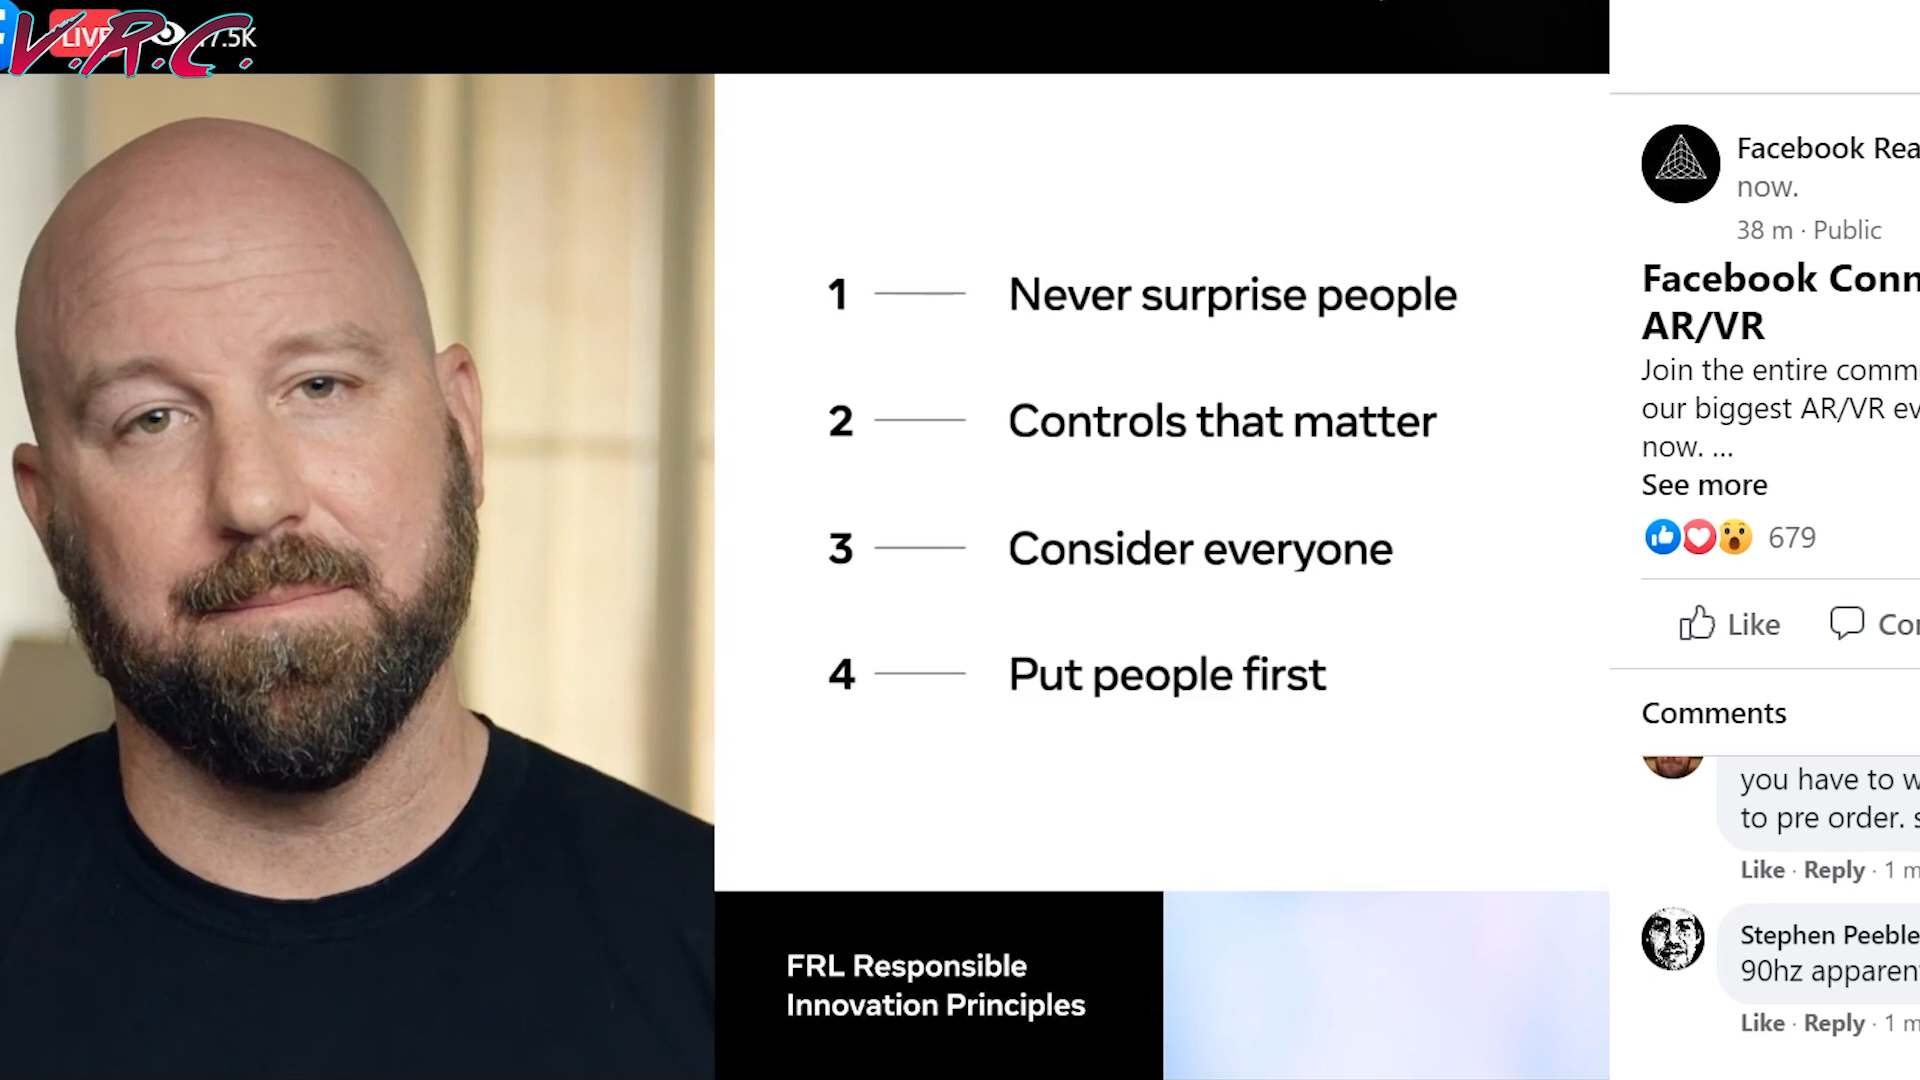 V.R.C.
LIVE
7.5K
1 Never surprise people
2 Controls that matter
3 Consider everyone
4 Put people first
FRL Responsible
Innovation Principles
Facebook Rea
now.
38 m · Public
Facebook Conn
AR/VR
Join the entire comm
our biggest AR/VR ev
now. ...
See more
679
Like Co
Comments
you have to w
to pre order. s
Like · Reply · 1 m
Stephen Peeble
90hz apparen
Like · Reply · 1 m